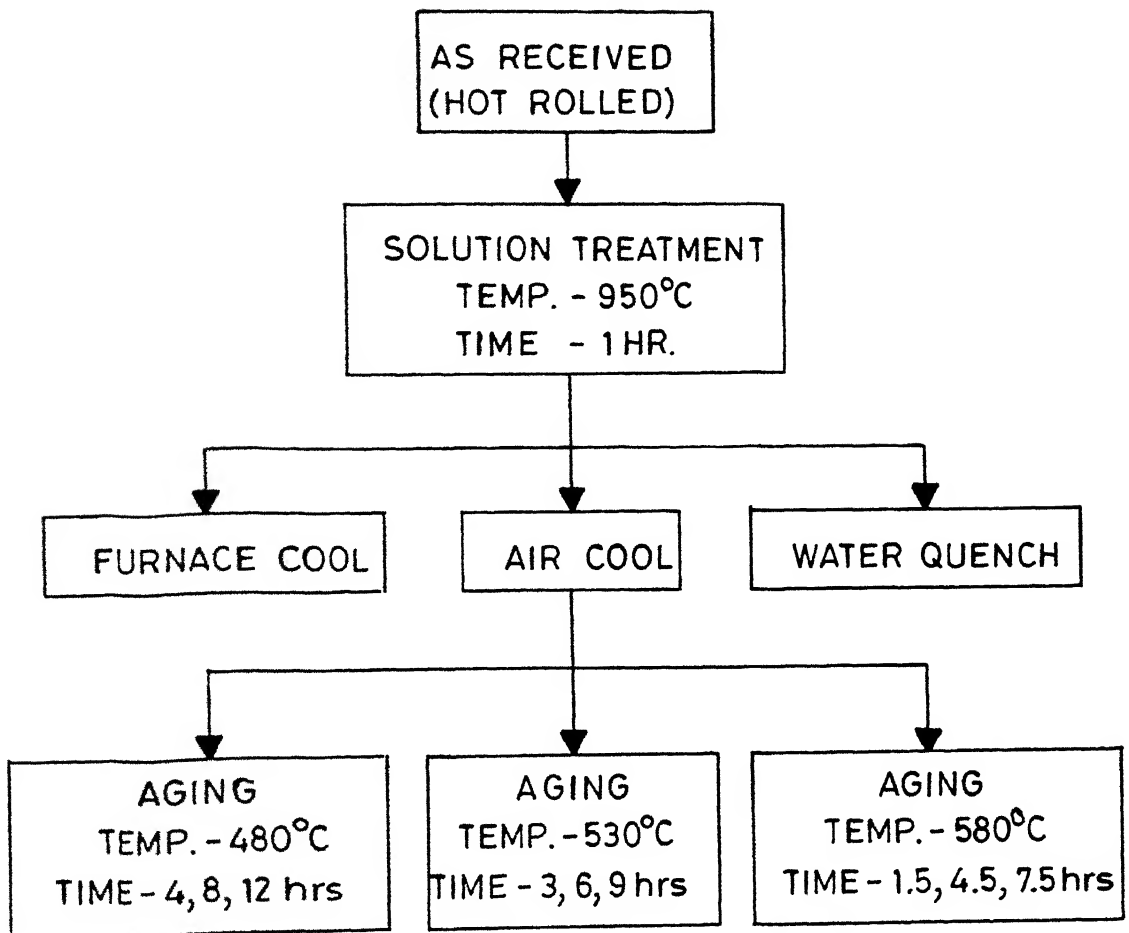 AS RECEIVED
(HOT ROLLED)
SOLUTION TREATMENT
TEMP. - 950°C
TIME - 1 HR.
FURNACE COOL
AIR COOL
WATER QUENCH
AGING
TEMP. - 480°C
TIME - 4, 8, 12 hrs
AGING
TEMP. - 530°C
TIME - 3, 6, 9 hrs
AGING
TEMP. - 580°C
TIME - 1.5, 4.5, 7.5 hrs